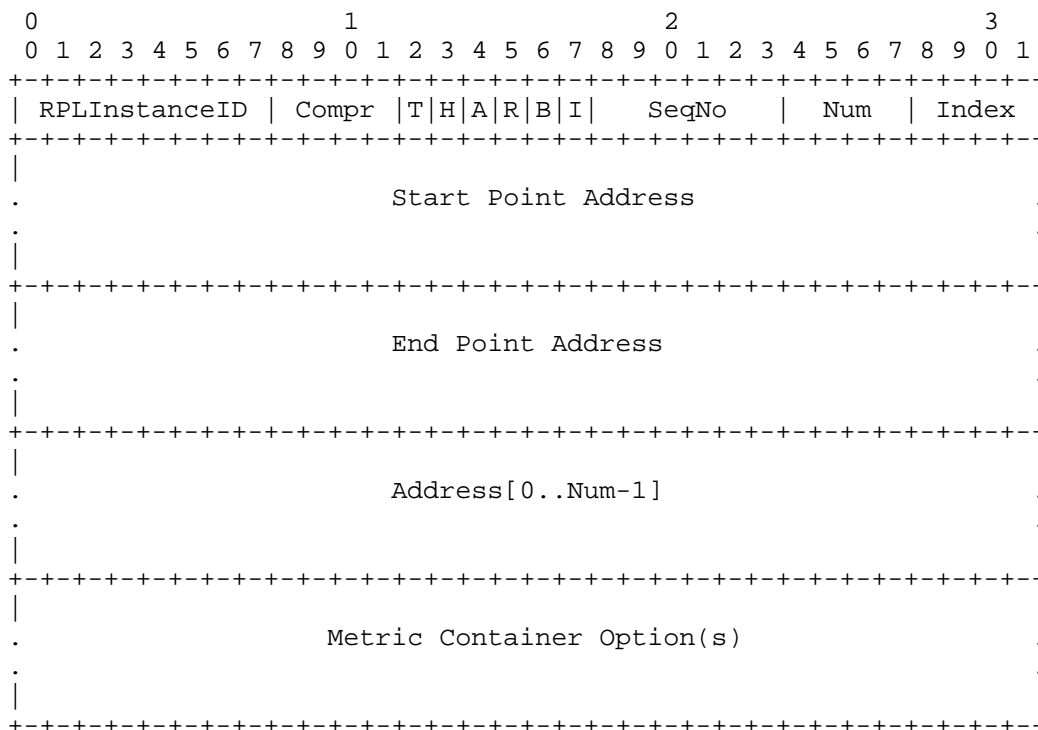 0                   1                   2                   3
 0 1 2 3 4 5 6 7 8 9 0 1 2 3 4 5 6 7 8 9 0 1 2 3 4 5 6 7 8 9 0 1
+-+-+-+-+-+-+-+-+-+-+-+-+-+-+-+-+-+-+-+-+-+-+-+-+-+-+-+-+-+-+-+--
| RPLInstanceID | Compr |T|H|A|R|B|I|   SeqNo   |  Num  | Index
+-+-+-+-+-+-+-+-+-+-+-+-+-+-+-+-+-+-+-+-+-+-+-+-+-+-+-+-+-+-+-+--
|
.                       Start Point Address                     .
.                                                               .
|
+-+-+-+-+-+-+-+-+-+-+-+-+-+-+-+-+-+-+-+-+-+-+-+-+-+-+-+-+-+-+-+--
|
.                       End Point Address                       .
.                                                               .
|
+-+-+-+-+-+-+-+-+-+-+-+-+-+-+-+-+-+-+-+-+-+-+-+-+-+-+-+-+-+-+-+--
|
.                       Address[0..Num-1]                       .
.                                                               .
|
+-+-+-+-+-+-+-+-+-+-+-+-+-+-+-+-+-+-+-+-+-+-+-+-+-+-+-+-+-+-+-+--
|
.                   Metric Container Option(s)                  .
.                                                               .
|
+-+-+-+-+-+-+-+-+-+-+-+-+-+-+-+-+-+-+-+-+-+-+-+-+-+-+-+-+-+-+-+--